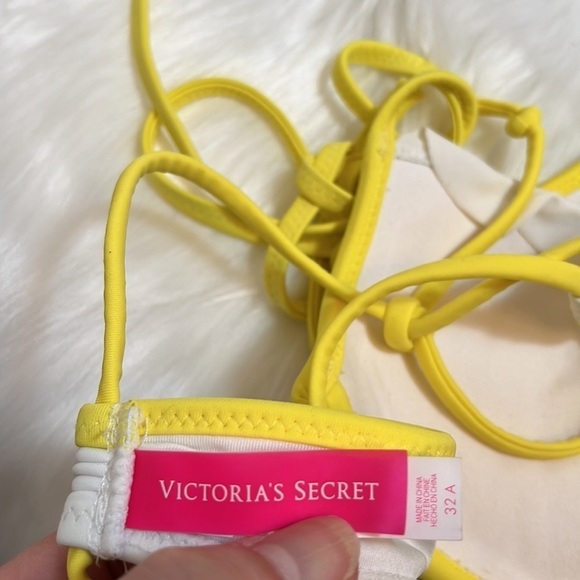 VICTORIA'S SECRET
MADE IN CHINA
FAIT EN CHINE
HECHO EN CHINA
32 A